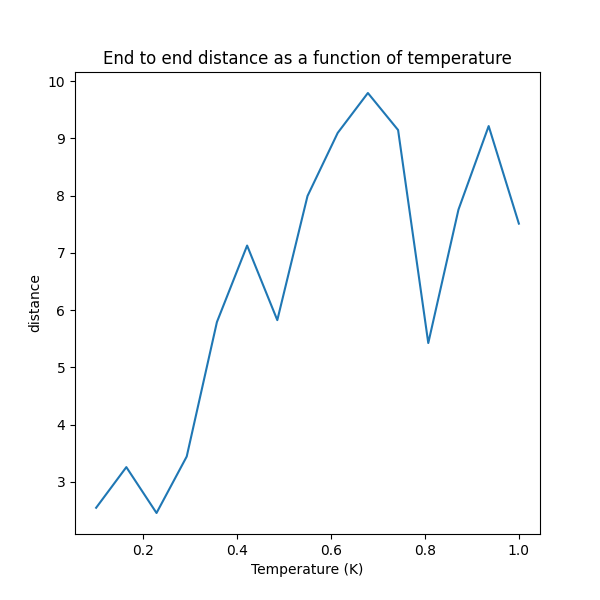 End to end distance as a function of temperature
10
9
8
7
6
5
4
3
distance
0.2 0.4 0.6 0.8 1.0
Temperature (K)